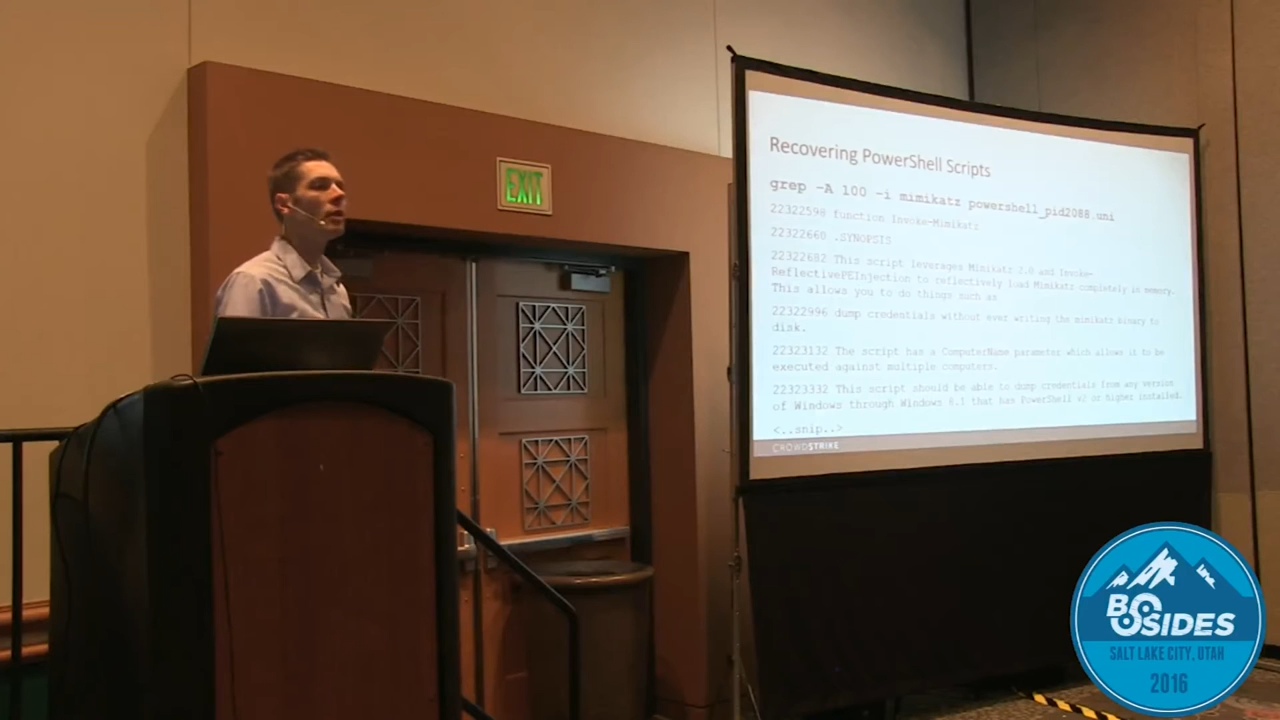 EXIT
Recovering PowerShell Scripts
grep -A 100 -i mimikatz powershell_pid2088.uni
22322598 function Invoke-Mimikatz
22322660 .SYNOPSIS
22322682 This script leverages Mimikatz 2.0 and Invoke-
ReflectivePEInjection to reflectively load Mimikatz completely in memory.
This allows you to do things such as
22322996 dump credentials without ever writing the mimikatz binary to
disk.
22323132 The script has a ComputerName parameter which allows it to be
executed against multiple computers.
22323332 This script should be able to dump credentials from any version
of Windows through Windows 8.1 that has PowerShell v2 or higher installed.
<..snip..>
CROWDSTRIKE
BSIDES
SALT LAKE CITY, UTAH
2016